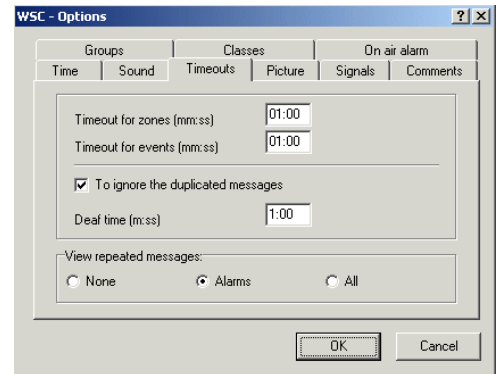 WSC - Options
Groups Classes On air alarm
Time Sound Timeouts Picture Signals Comments
Timeout for zones (mm:ss) 01:00
Timeout for events (mm:ss) 01:00
To ignore the duplicated messages
Deaf time (m:ss) 1:00
View repeated messages:
None Alarms All
OK Cancel